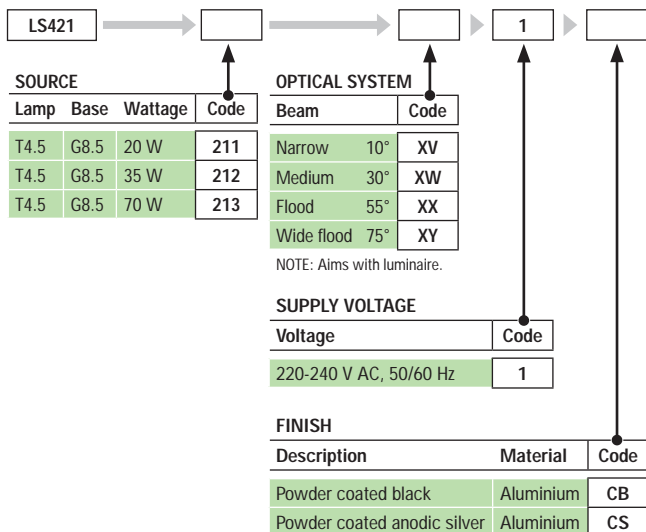 LS421 1
SOURCE
Lamp Base Wattage Code
T4.5 G8.5 20 W 211
T4.5 G8.5 35 W 212
T4.5 G8.5 70 W 213
OPTICAL SYSTEM
Beam Code
Narrow 10° XV
Medium 30° XW
Flood 55° XX
Wide flood 75° XY
NOTE: Aims with luminaire.
SUPPLY VOLTAGE
Voltage Code
220-240 V AC, 50/60 Hz 1
FINISH
Description Material Code
Powder coated black Aluminium CB
Powder coated anodic silver Aluminium CS